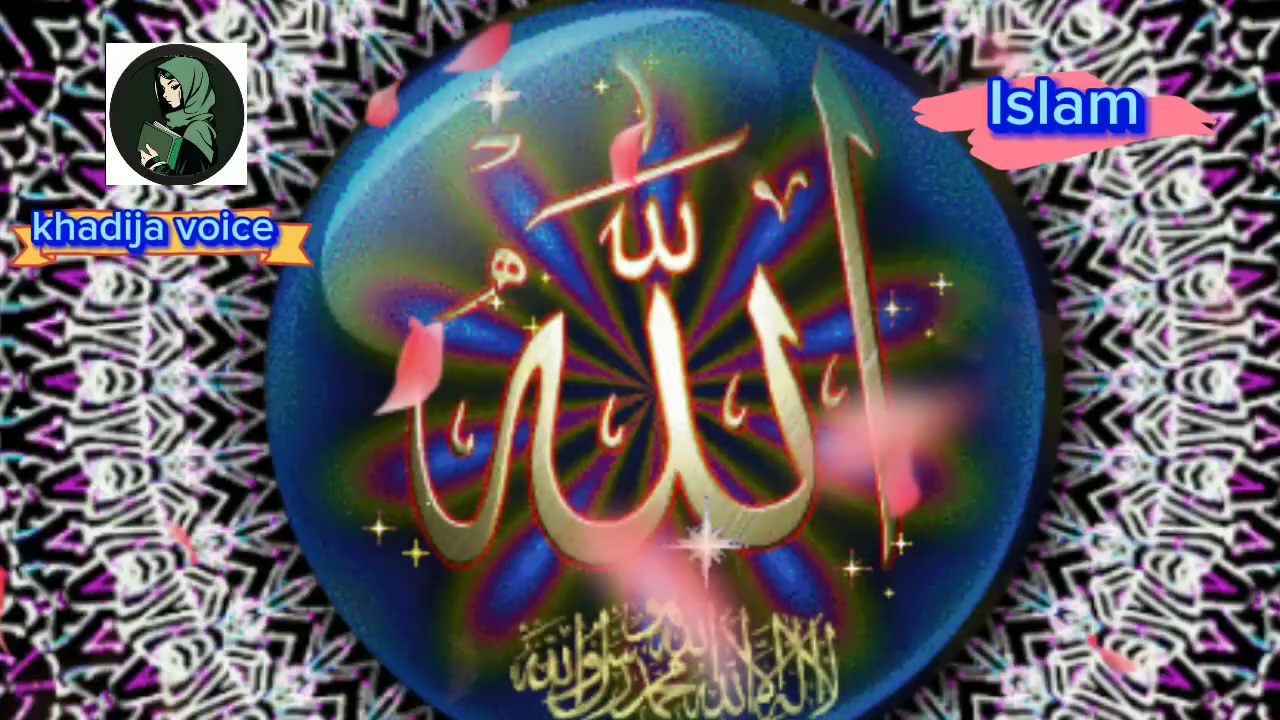 Islam
khadija voice
الله
لا إله إلا الله محمد رسول الله